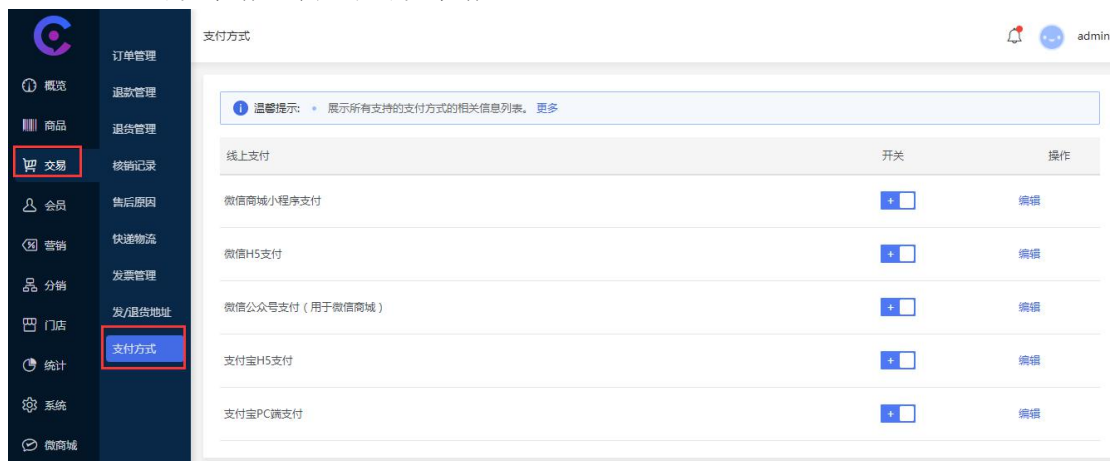 支付方式
admin
概览
商品
交易
会员
营销
分销
门店
统计
系统
微商城
订单管理
退款管理
退货管理
核销记录
售后原因
快递物流
发票管理
发/退货地址
支付方式
温馨提示: 展示所有支持的支付方式的相关信息列表。 更多
线上支付 开关 操作
微信商城小程序支付 编辑
微信H5支付 编辑
微信公众号支付 ( 用于微信商城 ) 编辑
支付宝H5支付 编辑
支付宝PC端支付 编辑